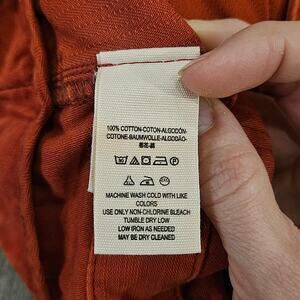 100% COTTON-COTON-ALGODÓN-
COTONE-BAUMWOLLE-ALGODÃO-
MACHINE WASH COLD WITH LIKE
COLORS
USE ONLY NON-CHLORINE BLEACH
TUMBLE DRY LOW
LOW IRON AS NEEDED
MAY BE DRY CLEANED